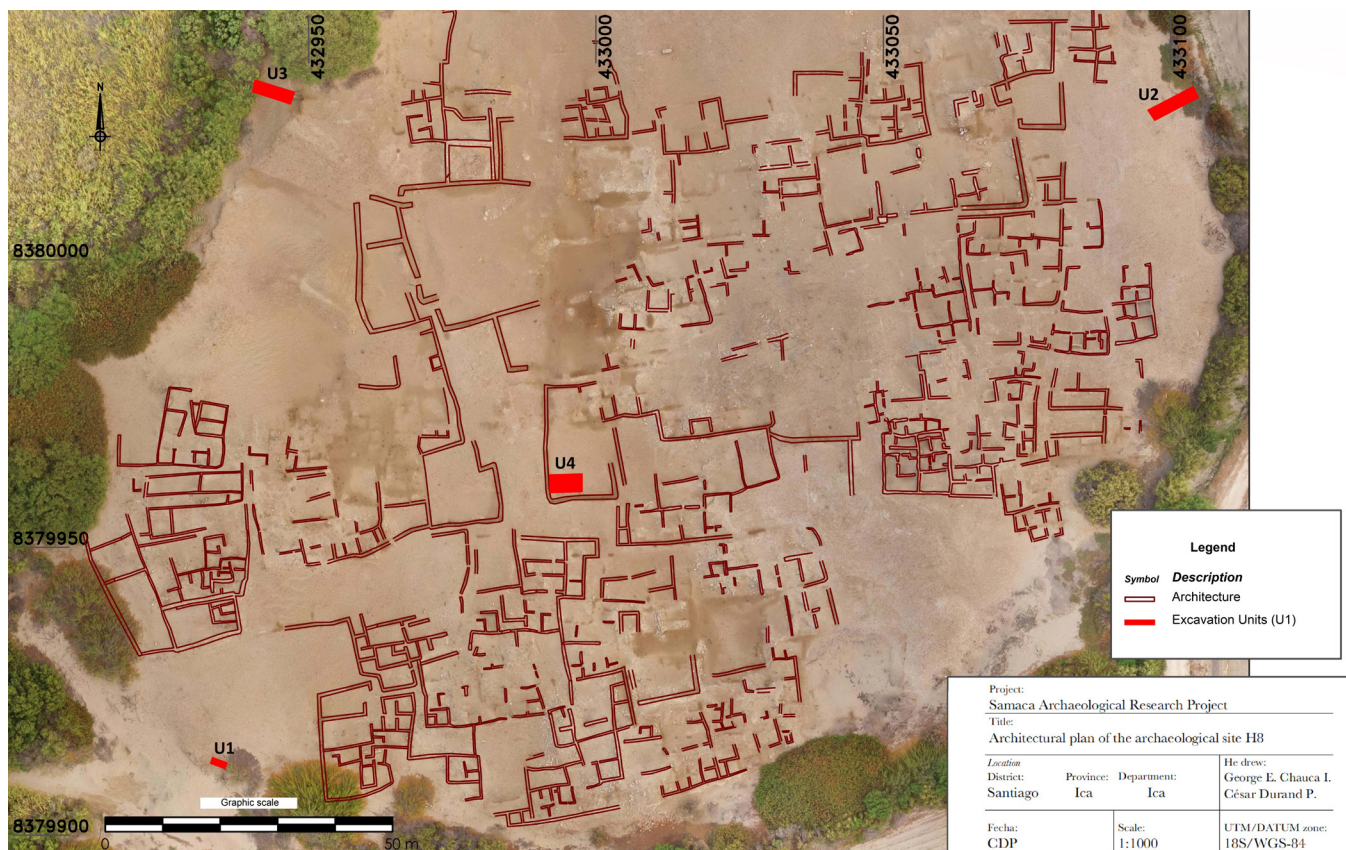 432950
433000
433050
433100
U3
U2
N
8380000
U4
8379950
Legend
Symbol Description
Architecture
Excavation Units (U1)
U1
Graphic scale
8379900
0
50 m
Project:
Samaca Archaeological Research Project
Title:
Architectural plan of the archaeological site H8
Location
District:
Province:
Department:
Santiago
Ica
Ica
He drew:
George E. Chauca I.
César Durand P.
Fecha:
CDP
Scale:
1:1000
UTM/DATUM zone:
18S/WGS-84